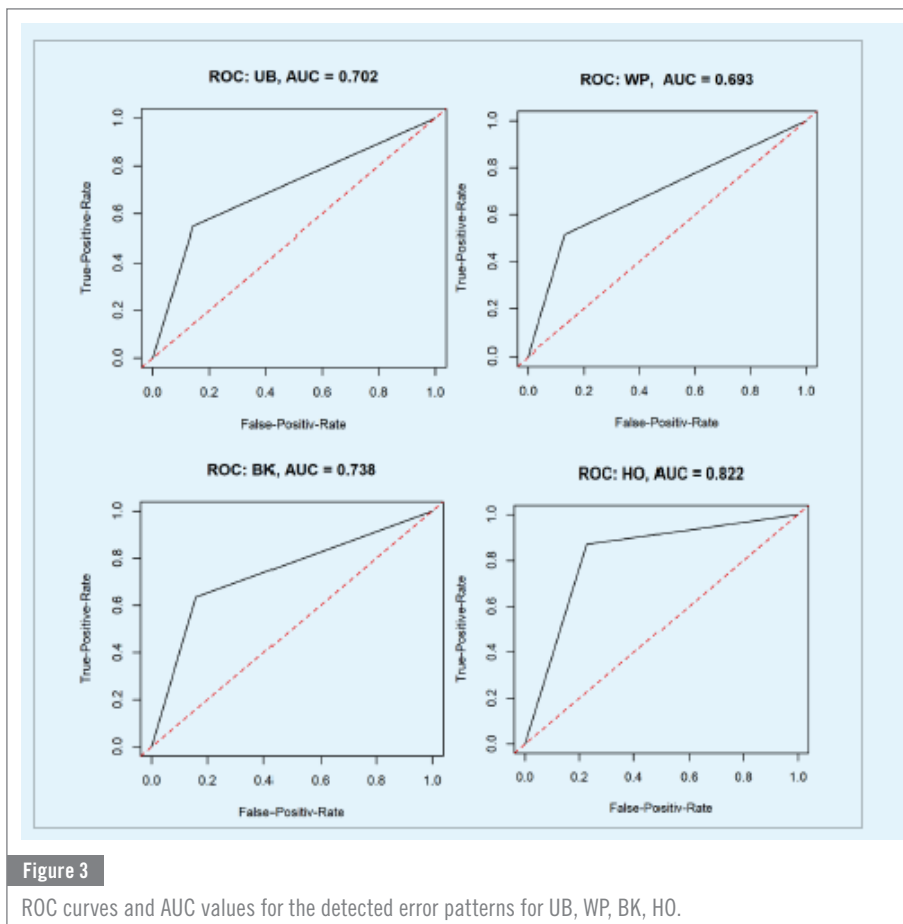 ROC: UB, AUC = 0.702
True-Positive-Rate
1.0
0.8
0.6
0.4
0.2
0.0
0.0 0.2 0.4 0.6 0.8 1.0
False-Positiv-Rate
ROC: WP, AUC = 0.693
True-Positive-Rate
1.0
0.8
0.6
0.4
0.2
0.0
0.0 0.2 0.4 0.6 0.8 1.0
False-Positiv-Rate
ROC: BK, AUC = 0.738
True-Positive-Rate
1.0
0.8
0.6
0.4
0.2
0.0
0.0 0.2 0.4 0.6 0.8 1.0
False-Positiv-Rate
ROC: HO, AUC = 0.822
True-Positive-Rate
1.0
0.8
0.6
0.4
0.2
0.0
0.0 0.2 0.4 0.6 0.8 1.0
False-Positiv-Rate
Figure 3
ROC curves and AUC values for the detected error patterns for UB, WP, BK, HO.